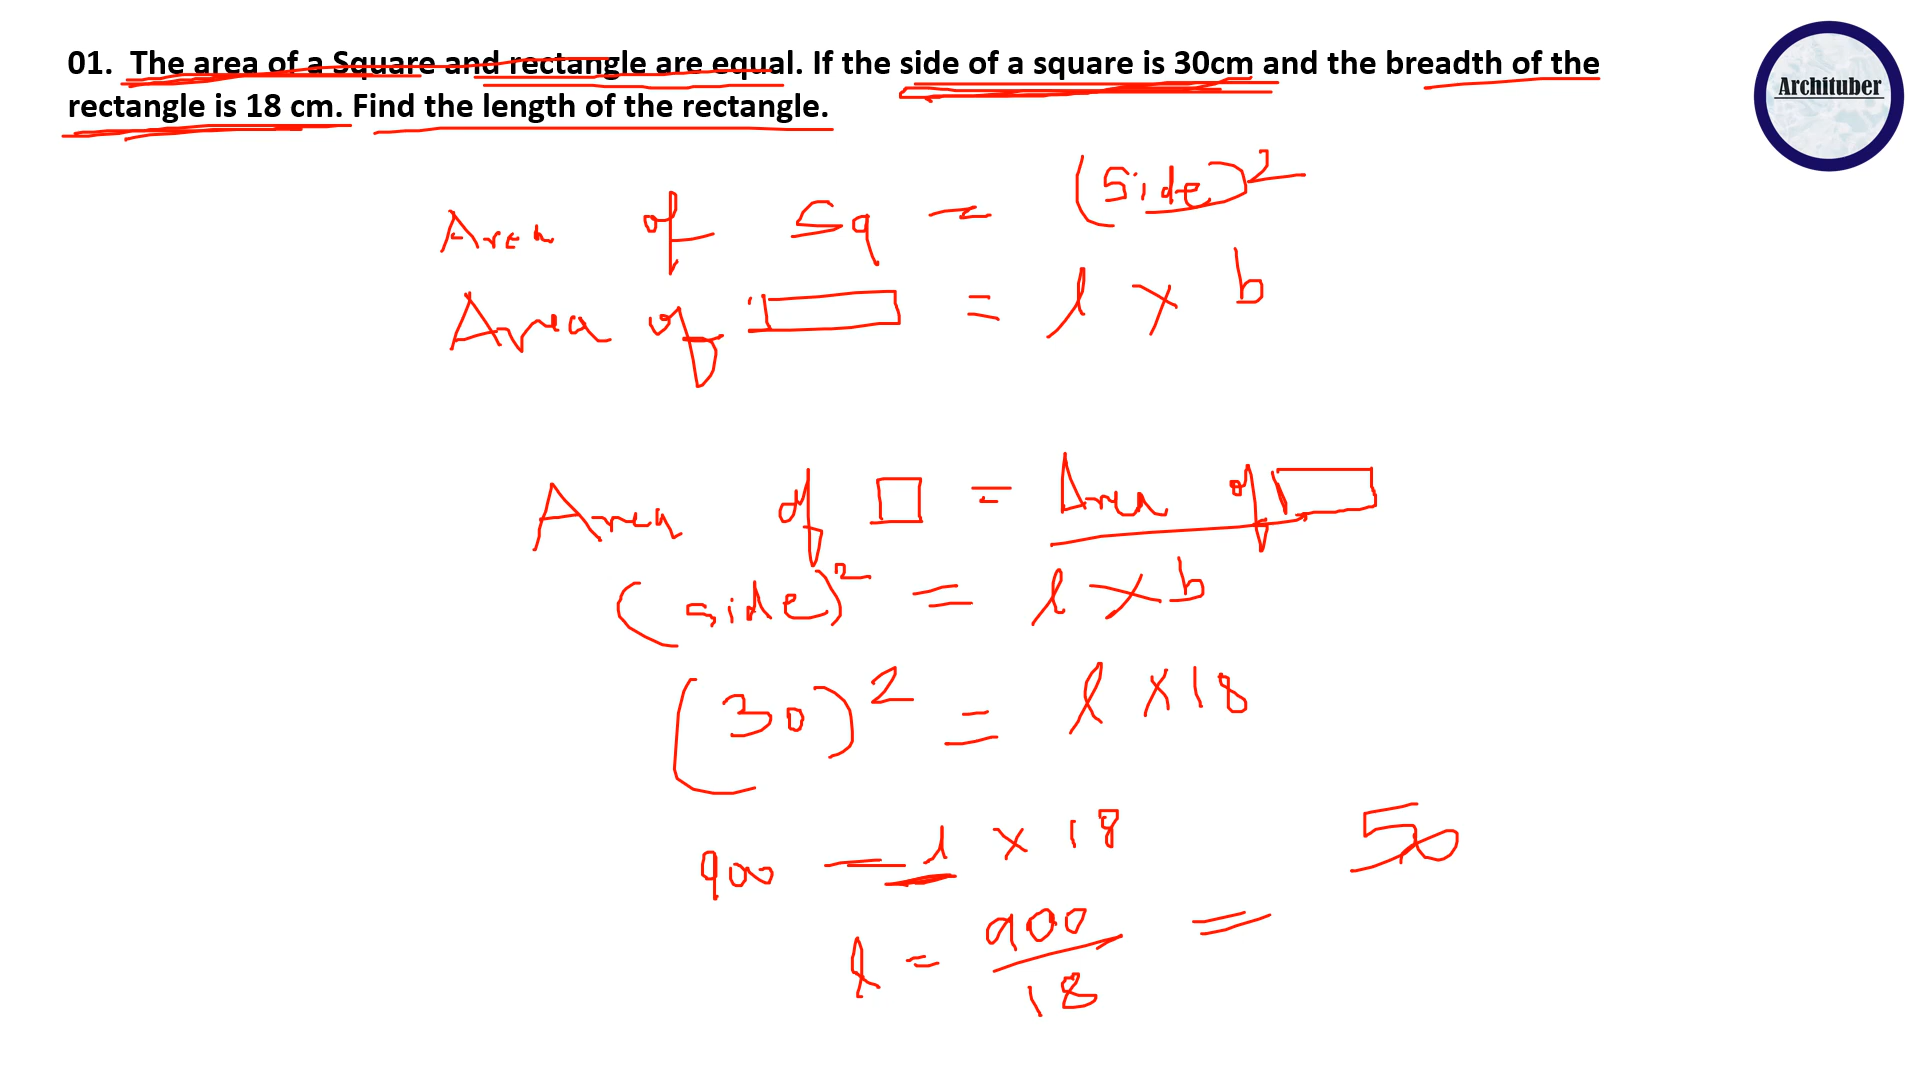 01. The area of a Square and rectangle are equal. If the side of a square is 30cm and the breadth of the
rectangle is 18 cm. Find the length of the rectangle.
Archituber
Area of Sq = (Side)²
Area of = l × b
Area of = Area of
(side)² = l × b
(30)² = l × 18
900 = l × 18
l = 900/18 = 50